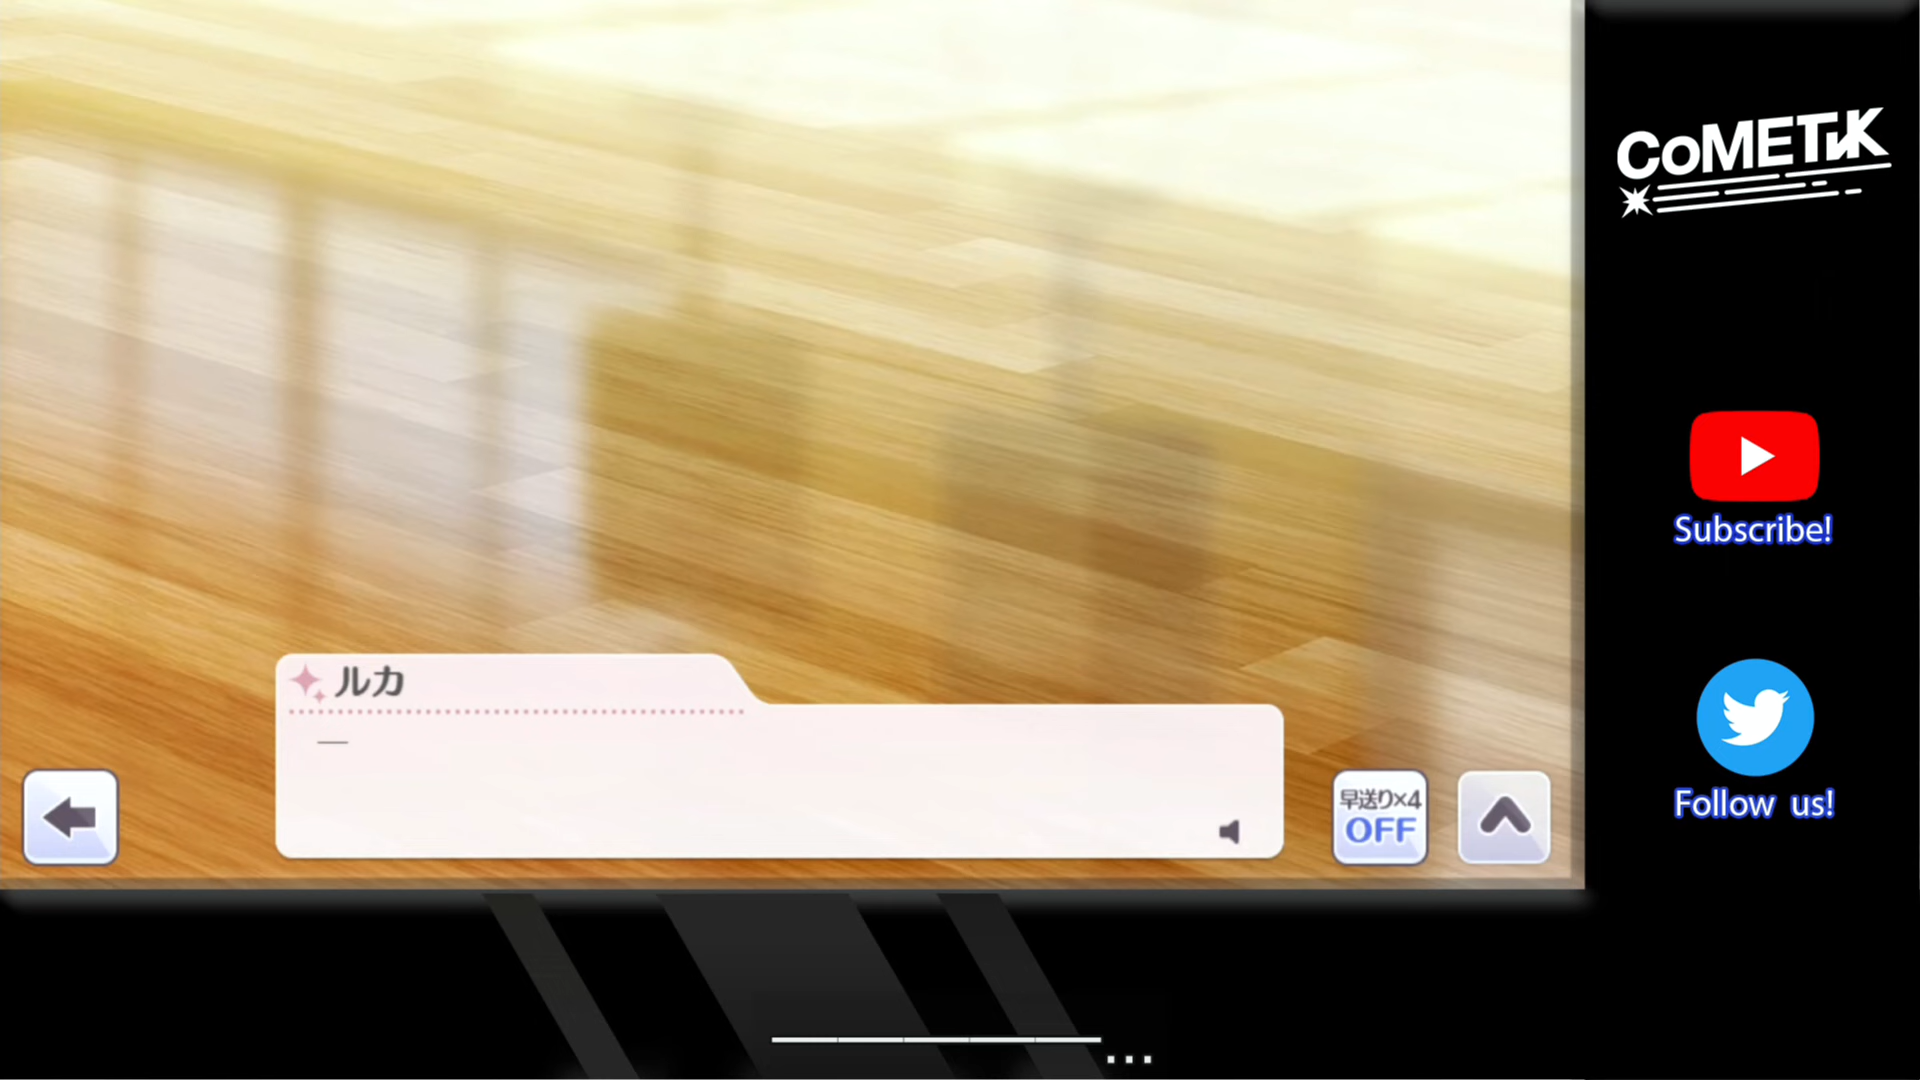 CoMETIK
Subscribe!
Follow us!
ルカ
—
早送り×4
OFF
—————...